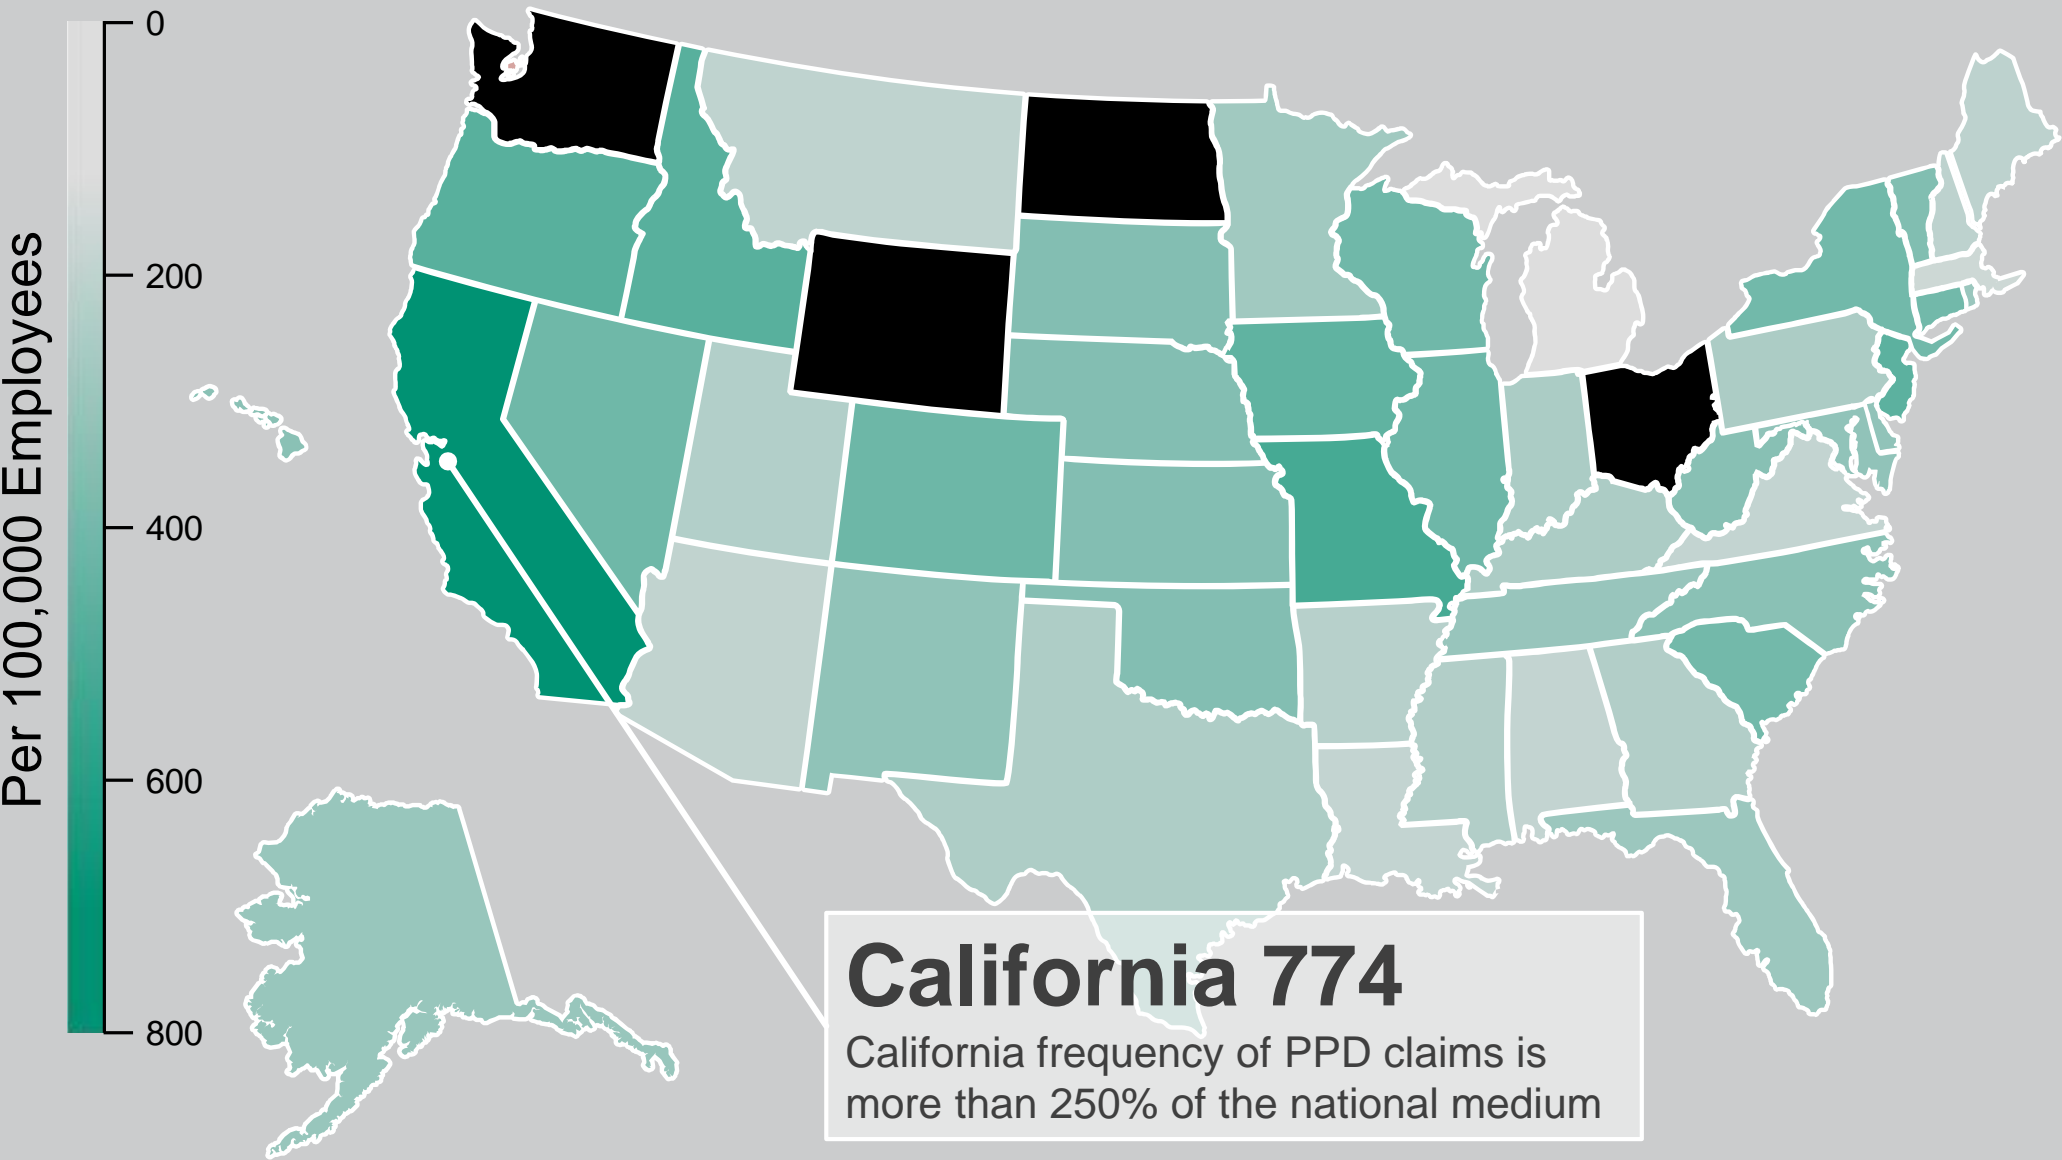 Per 100,000 Employees
0
200
400
600
800
California 774
California frequency of PPD claims is
more than 250% of the national medium